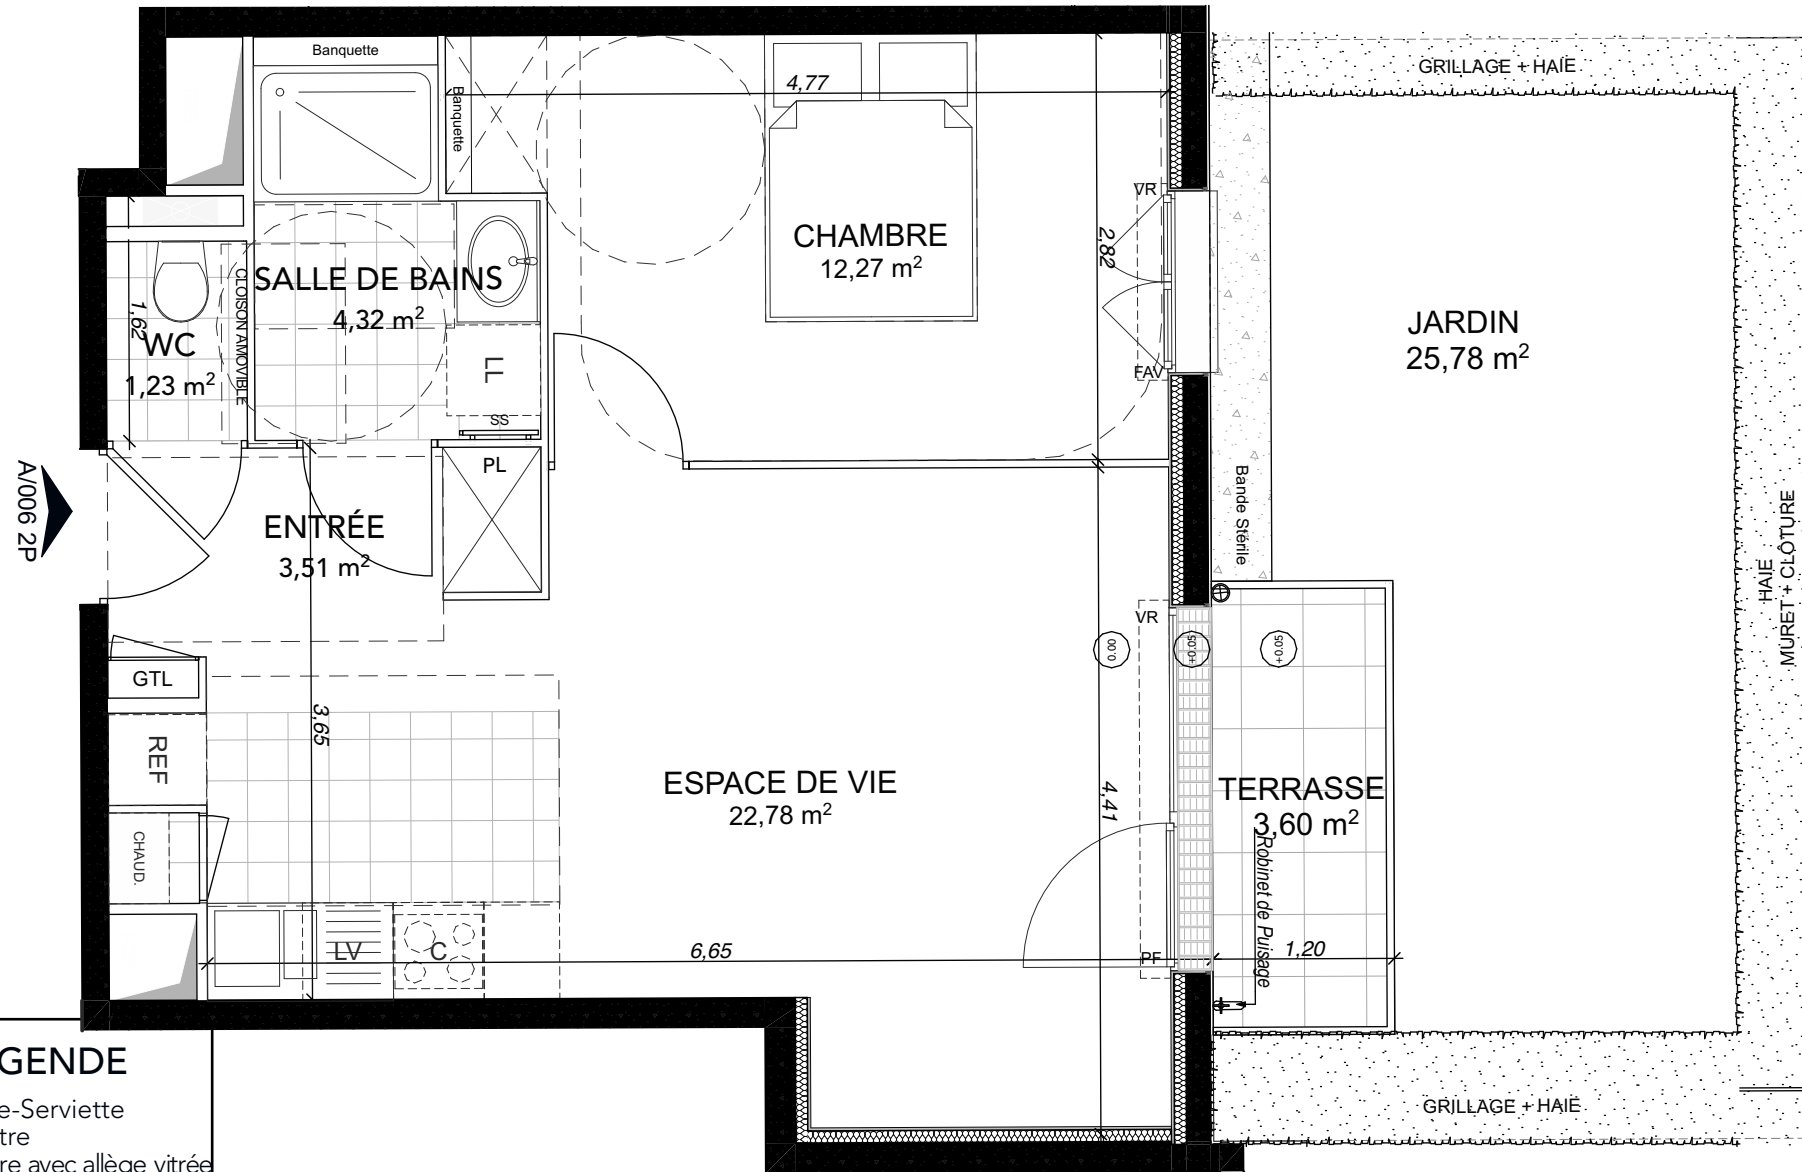 Banquette
Banquette
4,77
GRILLAGE + HAIE
VR
CHAMBRE
12,27 m²
2,82
SALLE DE BAINS
4,32 m²
CLOISON AMOVIBLE
1,62
WC
1,23 m²
LL
SS
FAV
JARDIN
25,78 m²
PL
A/006 2P
ENTRÉE
3,51 m²
Bande Stérile
HAIE
MURET + CLÔTURE
VR
0.00
+0.05
+0.05
GTL
REF
3,65
CHAUD.
ESPACE DE VIE
22,78 m²
4,41
TERRASSE
3,60 m²
Robinet de Puisage
LV
C
6,65
PF
1,20
GENDE
e-Serviette
tre
re avec allège vitrée
GRILLAGE + HAIE